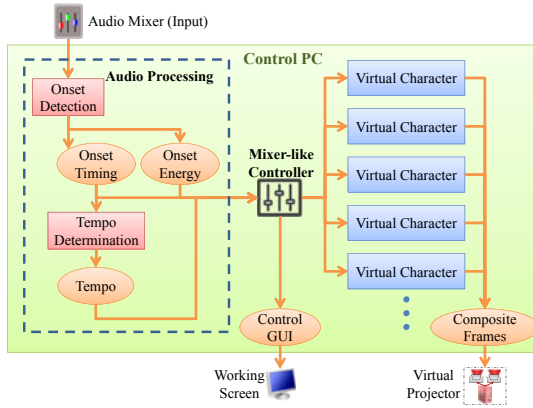 Audio Mixer (Input)
Control PC
Audio Processing
Onset
Detection
Onset
Timing
Onset
Energy
Tempo
Determination
Tempo
Mixer-like
Controller
Virtual Character
Virtual Character
Virtual Character
Virtual Character
Virtual Character
Control
GUI
Composite
Frames
Working
Screen
Virtual
Projector